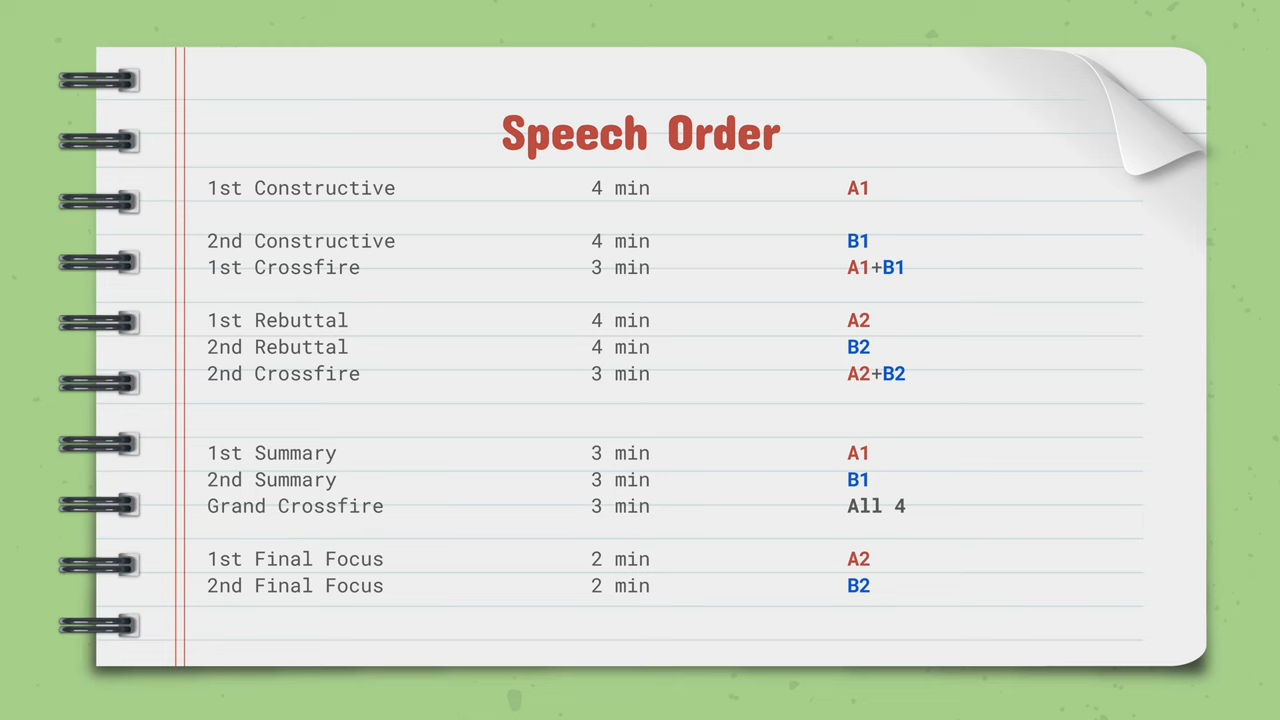 Speech Order
1st Constructive 4 min A1
2nd Constructive 4 min B1
1st Crossfire 3 min A1+B1
1st Rebuttal 4 min A2
2nd Rebuttal 4 min B2
2nd Crossfire 3 min A2+B2
1st Summary 3 min A1
2nd Summary 3 min B1
Grand Crossfire 3 min All 4
1st Final Focus 2 min A2
2nd Final Focus 2 min B2